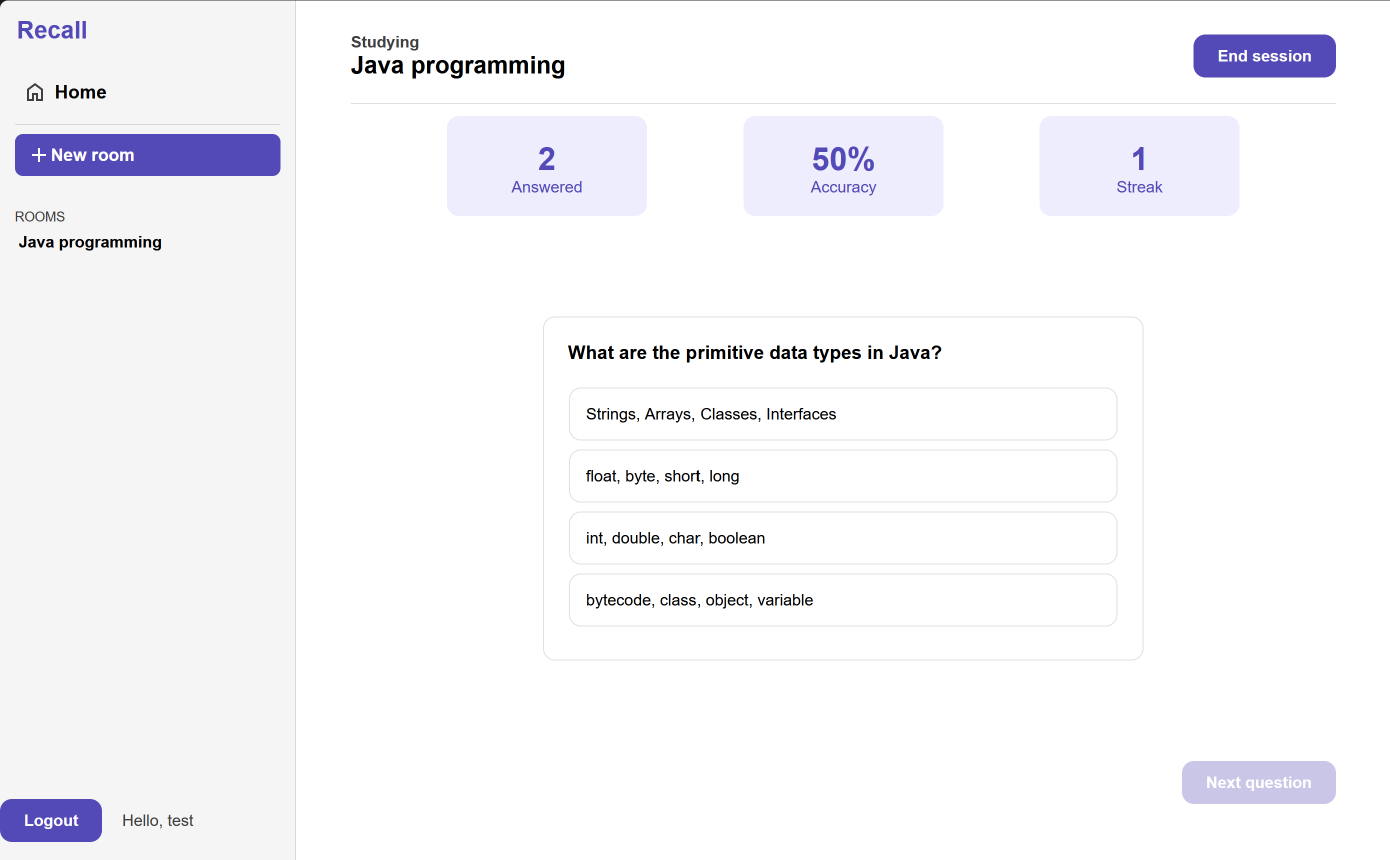 Recall
Home
New room
ROOMS
Java programming
Logout
Hello, test
Studying
Java programming
End session
2
Answered
50%
Accuracy
1
Streak
What are the primitive data types in Java?
Strings, Arrays, Classes, Interfaces
float, byte, short, long
int, double, char, boolean
bytecode, class, object, variable
Next question